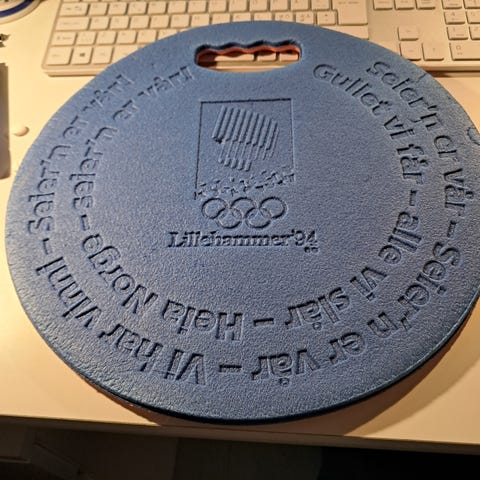 Lillehammer'94
Gullet vi får – alle vi slår – Heia Norge – seier'n er vår!
Seier'n er vår – Seier'n er vår – Vi har vinni – Seier'n er vår!